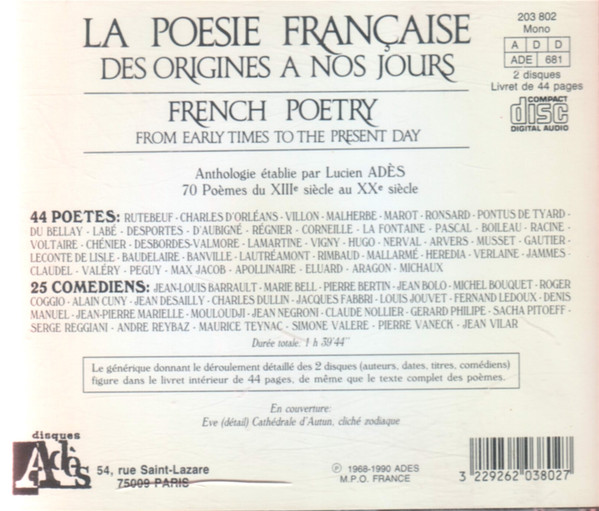 LA POESIE FRANÇAISE
DES ORIGINES A NOS JOURS
FRENCH POETRY
FROM EARLY TIMES TO THE PRESENT DAY
203 802
Mono
A D D
ADE 681
2 disques
Livret de 44 pages
COMPACT
disc
DIGITAL AUDIO
Anthologie établie par Lucien ADÈS
70 Poèmes du XIIIe siècle au XXe siècle
44 POETES: RUTEBEUF - CHARLES D'ORLÉANS - VILLON - MALHERBE - MAROT - RONSARD - PONTUS DE TYARD -
DU BELLAY - LABÉ - DESPORTES - D'AUBIGNÉ - RÉGNIER - CORNEILLE - LA FONTAINE - PASCAL - BOILEAU - RACINE -
VOLTAIRE - CHÉNIER - DESBORDES-VALMORE - LAMARTINE - VIGNY - HUGO - NERVAL - ARVERS - MUSSET - GAUTIER -
LECONTE DE LISLE - BAUDELAIRE - BANVILLE - LAUTRÉAMONT - RIMBAUD - MALLARMÉ - HEREDIA - VERLAINE - JAMMES -
CLAUDEL - VALÉRY - PEGUY - MAX JACOB - APOLLINAIRE - ELUARD - ARAGON - MICHAUX
25 COMEDIENS: JEAN-LOUIS BARRAULT - MARIE BELL - PIERRE BERTIN - JEAN BOLO - MICHEL BOUQUET - ROGER
COGGIO - ALAIN CUNY - JEAN DESAILLY - CHARLES DULLIN - JACQUES FABBRI - LOUIS JOUVET - FERNAND LEDOUX - DENIS
MANUEL - JEAN-PIERRE MARIELLE - MOULOUDJI - JEAN NEGRONI - CLAUDE NOLLIER - GERARD PHILIPE - SACHA PITOEFF -
SERGE REGGIANI - ANDRE REYBAZ - MAURICE TEYNAC - SIMONE VALERE - PIERRE VANECK - JEAN VILAR
Durée totale: 1 h 39'44"
Le générique donnant le déroulement détaillé des 2 disques (auteurs, dates, titres, comédiens)
figure dans le livret intérieur de 44 pages, de même que le texte complet des poèmes.
En couverture:
Eve (détail) Cathédrale d'Autun, cliché zodiaque
disques
Adès
54, rue Saint-Lazare
75009 PARIS
℗ 1968-1990 ADES
M.P.O. FRANCE
3 229262 038027